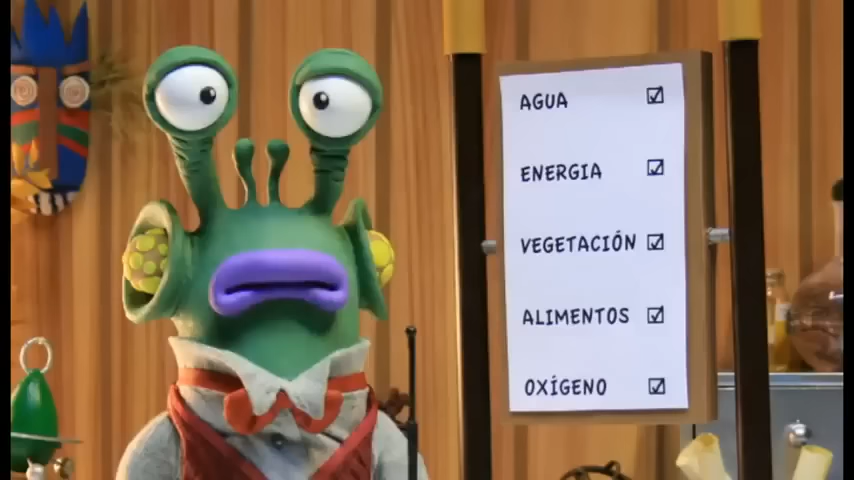 AGUA ☑
ENERGIA ☑
VEGETACIÓN ☑
ALIMENTOS ☑
OXÍGENO ☑